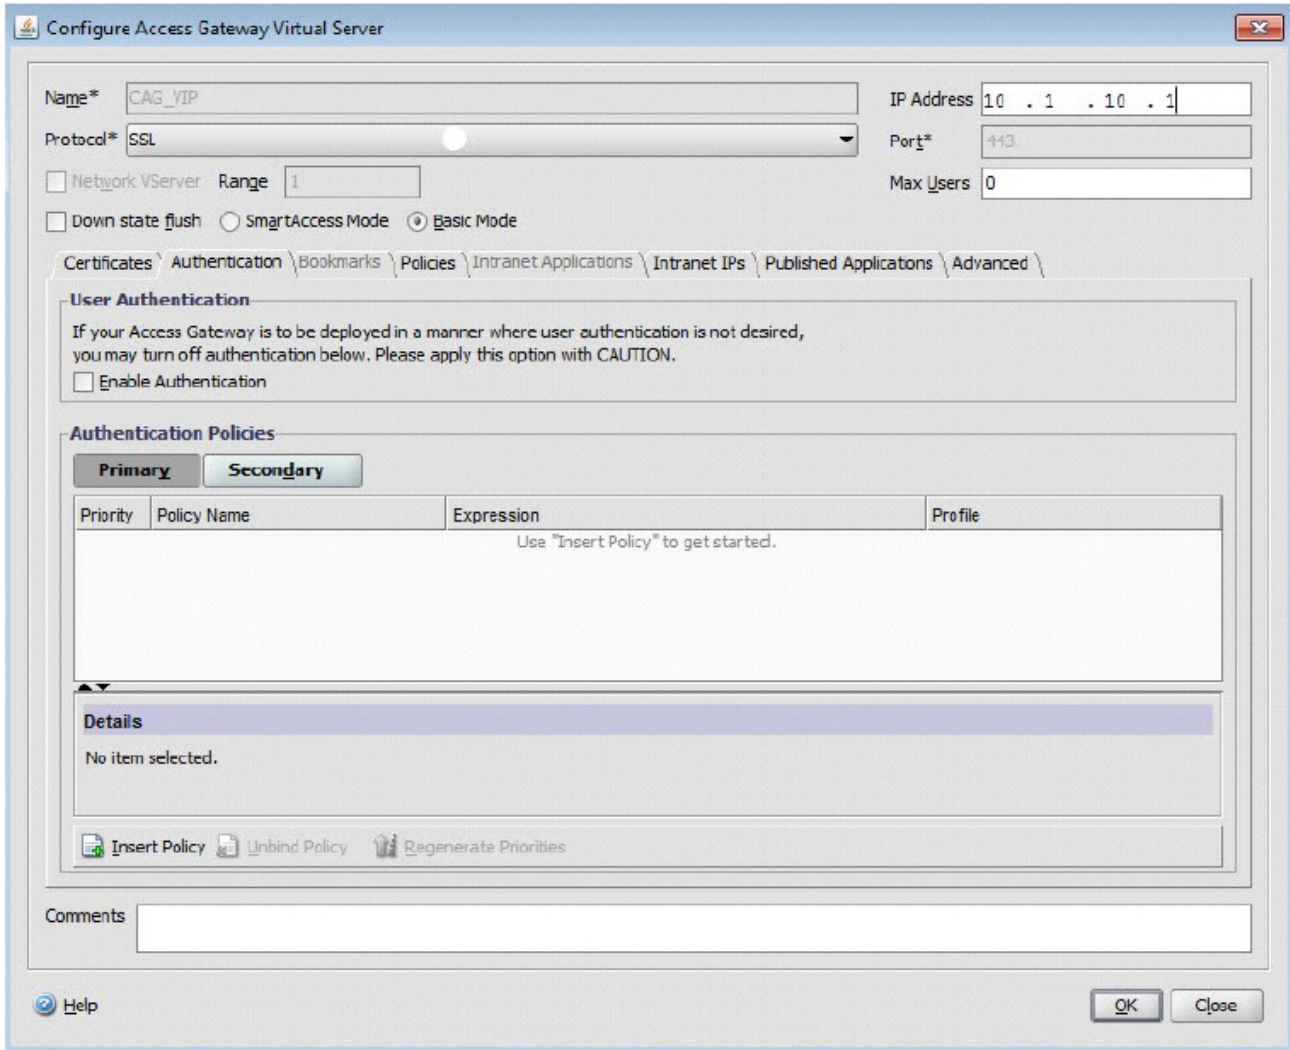 Configure Access Gateway Virtual Server
Name* CAG_VIP IP Address 10 . 1 . 10 . 1
Protocol* SSL Port* 443
Network VServer Range 1 Max Users 0
Down state flush SmartAccess Mode Basic Mode
Certificates Authentication Bookmarks Policies Intranet Applications Intranet IPs Published Applications Advanced
User Authentication
If your Access Gateway is to be deployed in a manner where user authentication is not desired,
you may turn off authentication below. Please apply this option with CAUTION.
Enable Authentication
Authentication Policies
Primary Secondary
Priority Policy Name Expression Profile
Use "Insert Policy" to get started.
Details
No item selected.
Insert Policy Unbind Policy Regenerate Priorities
Comments
Help OK Close